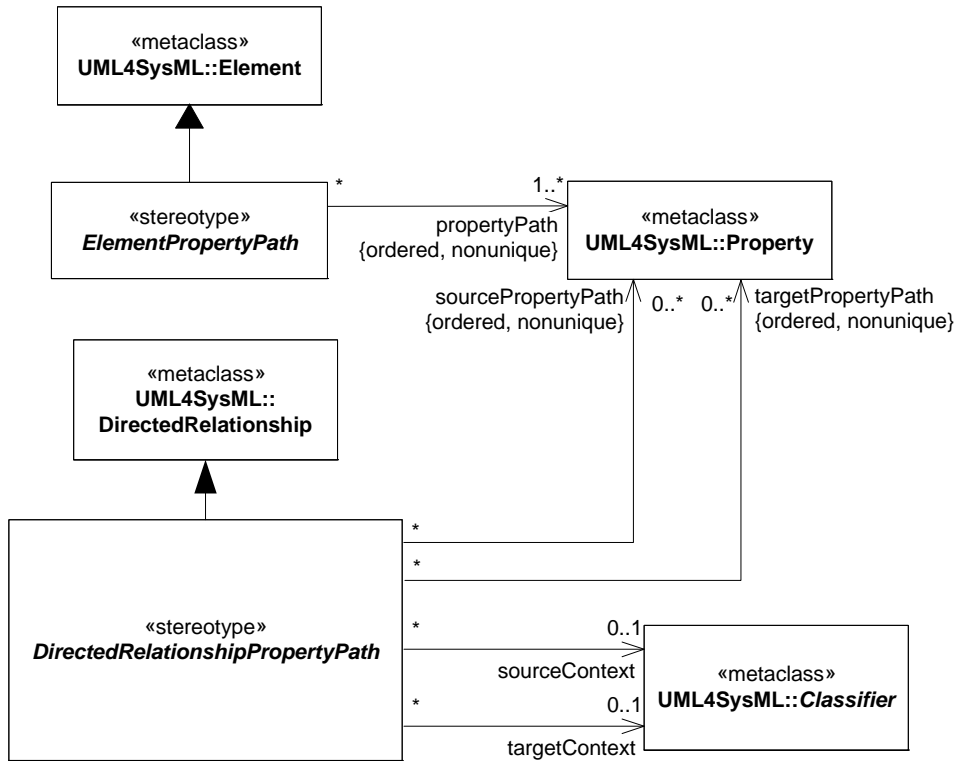 «metaclass»
UML4SysML::Element
«stereotype»
ElementPropertyPath
*
1..*
propertyPath
{ordered, nonunique}
«metaclass»
UML4SysML::Property
sourcePropertyPath
{ordered, nonunique}
0..*
0..*
targetPropertyPath
{ordered, nonunique}
«metaclass»
UML4SysML::
DirectedRelationship
«stereotype»
DirectedRelationshipPropertyPath
*
*
*
0..1
sourceContext
*
0..1
targetContext
«metaclass»
UML4SysML::Classifier